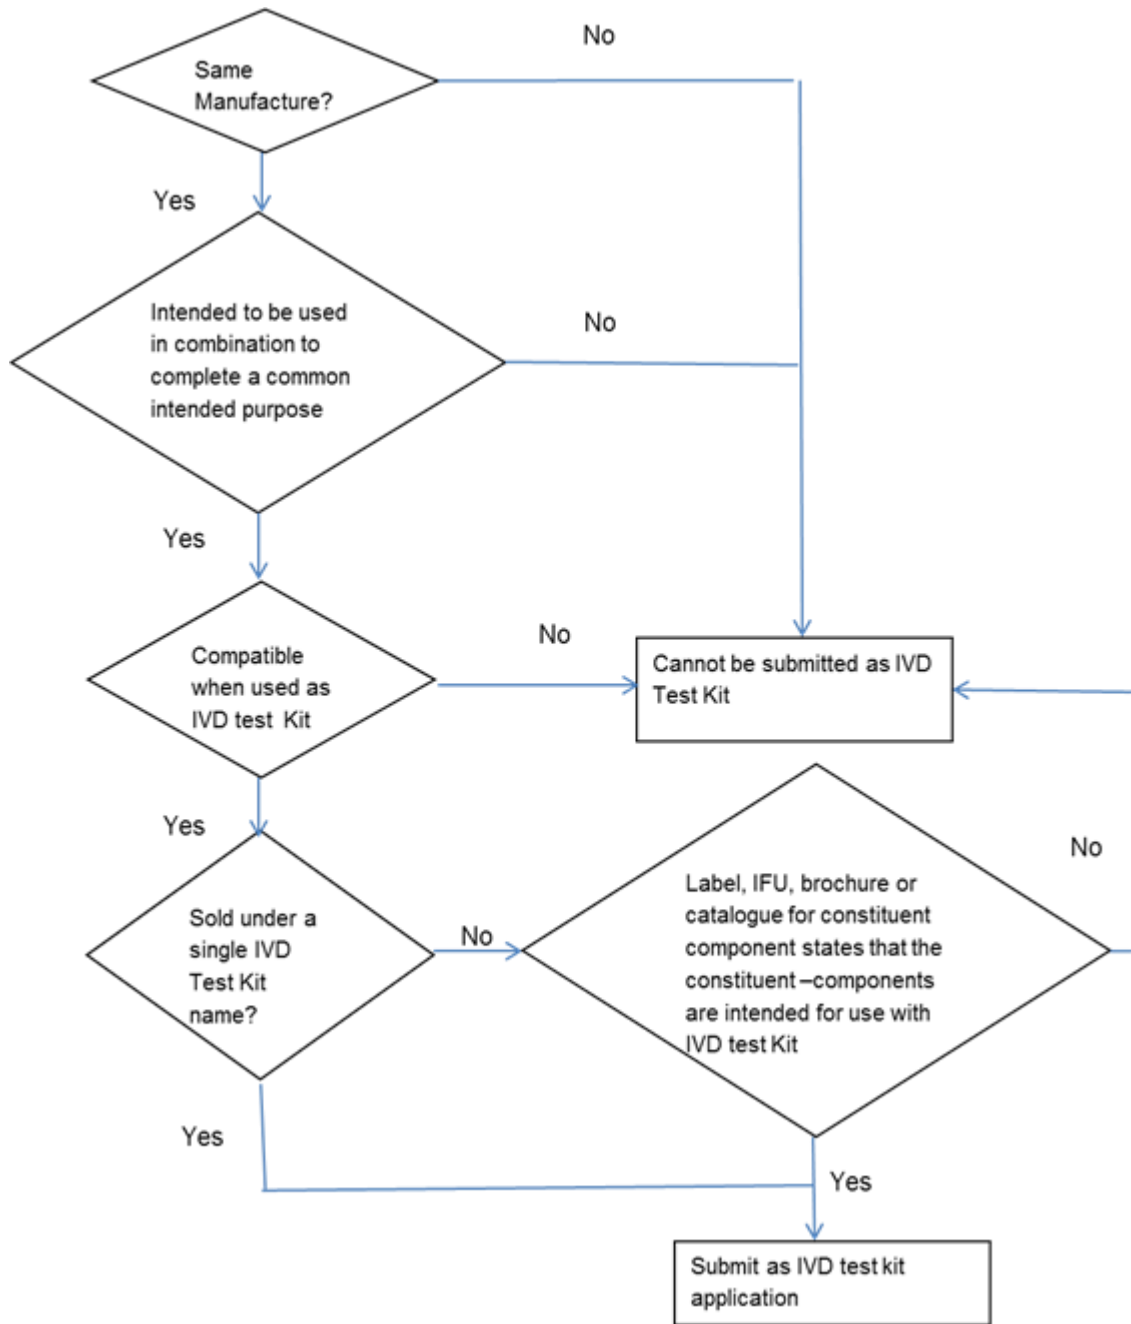 No
Same
Manufacture?
Yes
Intended to be used
in combination to
complete a common
intended purpose
No
Yes
Compatible
when used as
IVD test Kit
No
Cannot be submitted as IVD
Test Kit
Yes
Sold under a
single IVD
Test Kit
name?
No
Label, IFU, brochure or
catalogue for constituent
component states that the
constituent –components
are intended for use with
IVD test Kit
No
Yes
Yes
Submit as IVD test kit
application